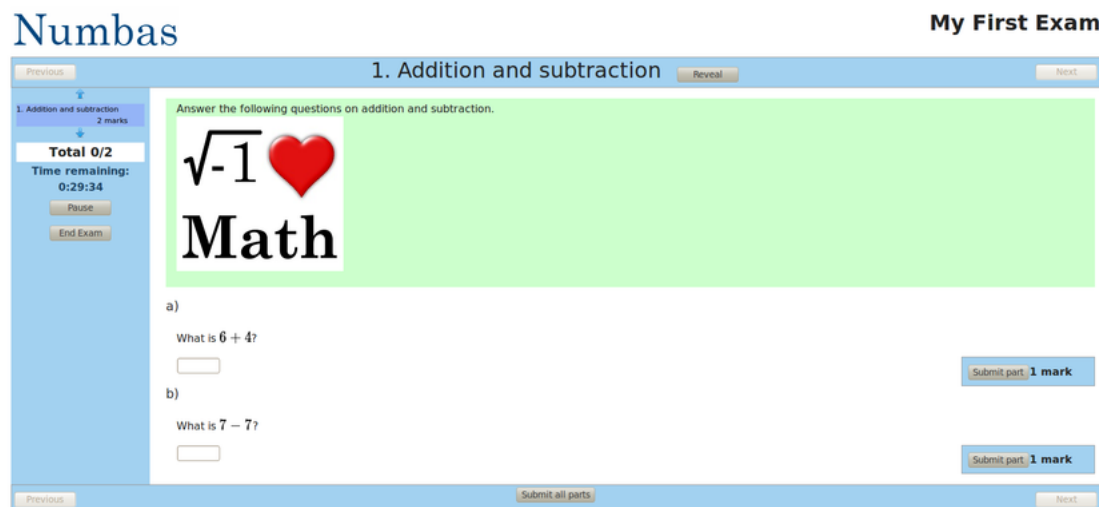 Numbas
My First Exam
Previous
1. Addition and subtraction
Reveal
Next
1. Addition and subtraction
2 marks
Total 0/2
Time remaining:
0:29:34
Pause
End Exam
Answer the following questions on addition and subtraction.
√-1
Math
a)
What is 6 + 4?
Submit part 1 mark
b)
What is 7 − 7?
Submit part 1 mark
Previous
Submit all parts
Next